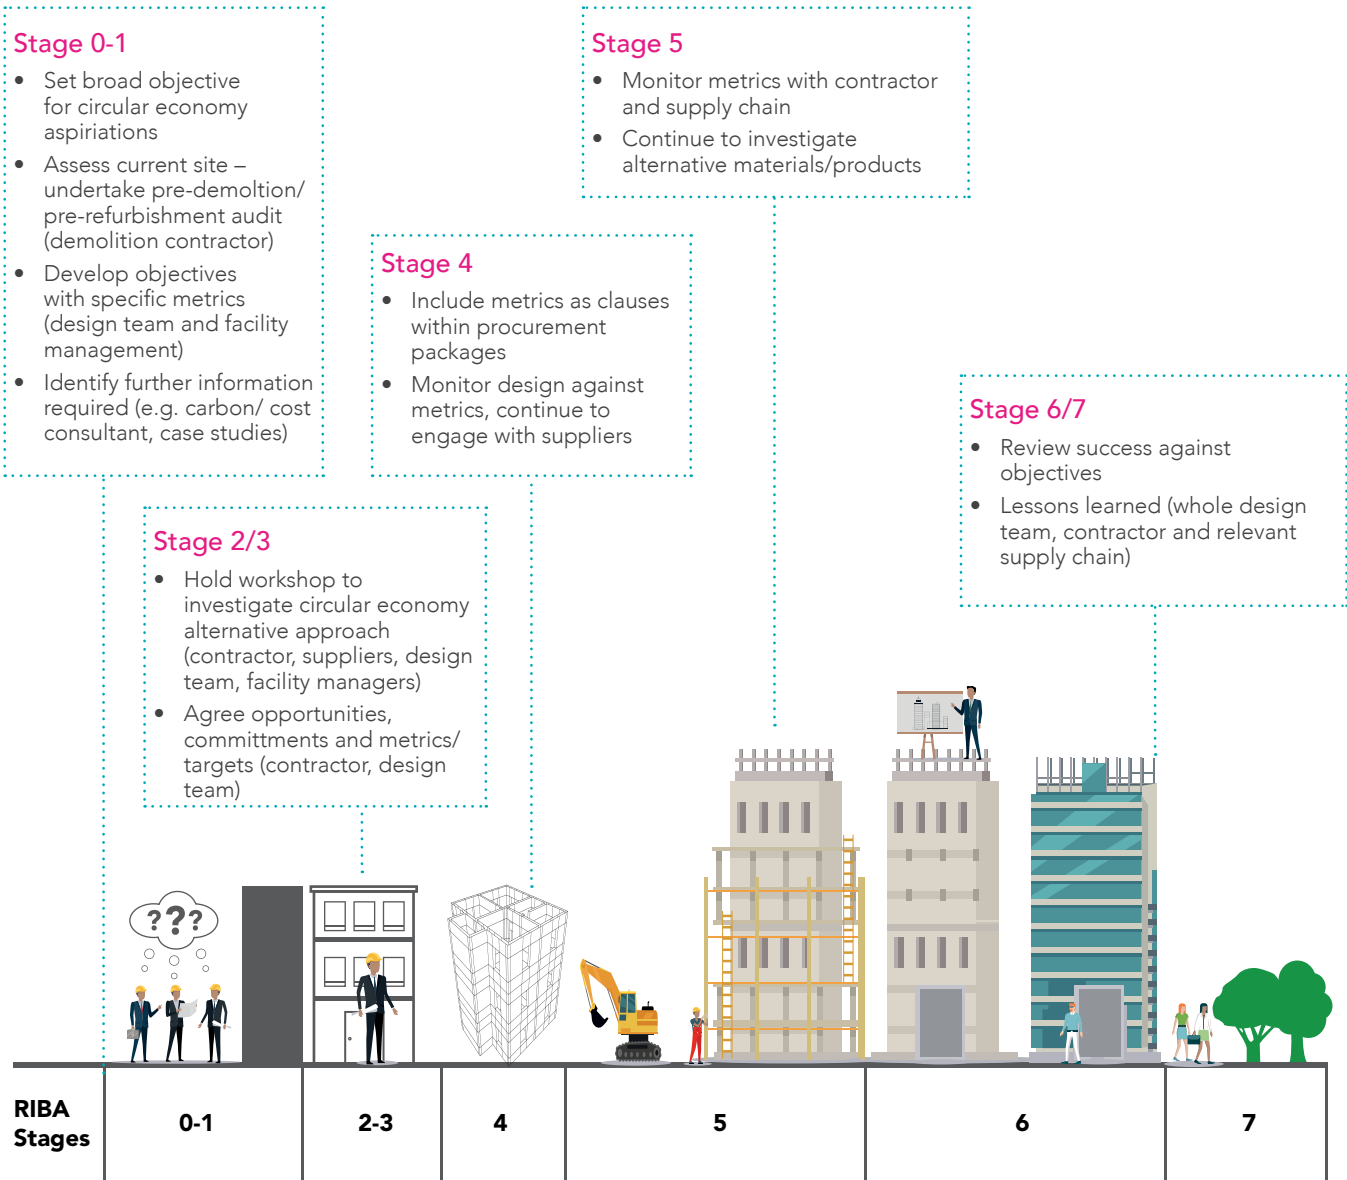 Stage 0-1
• Set broad objective
for circular economy
aspiriations
• Assess current site –
undertake pre-demoltion/
pre-refurbishment audit
(demolition contractor)
• Develop objectives
with specific metrics
(design team and facility
management)
• Identify further information
required (e.g. carbon/ cost
consultant, case studies)
Stage 2/3
• Hold workshop to
investigate circular economy
alternative approach
(contractor, suppliers, design
team, facility managers)
• Agree opportunities,
committments and metrics/
targets (contractor, design
team)
Stage 4
• Include metrics as clauses
within procurement
packages
• Monitor design against
metrics, continue to
engage with suppliers
Stage 5
• Monitor metrics with contractor
and supply chain
• Continue to investigate
alternative materials/products
Stage 6/7
• Review success against
objectives
• Lessons learned (whole design
team, contractor and relevant
supply chain)
???
RIBA
Stages
0-1
2-3
4
5
6
7